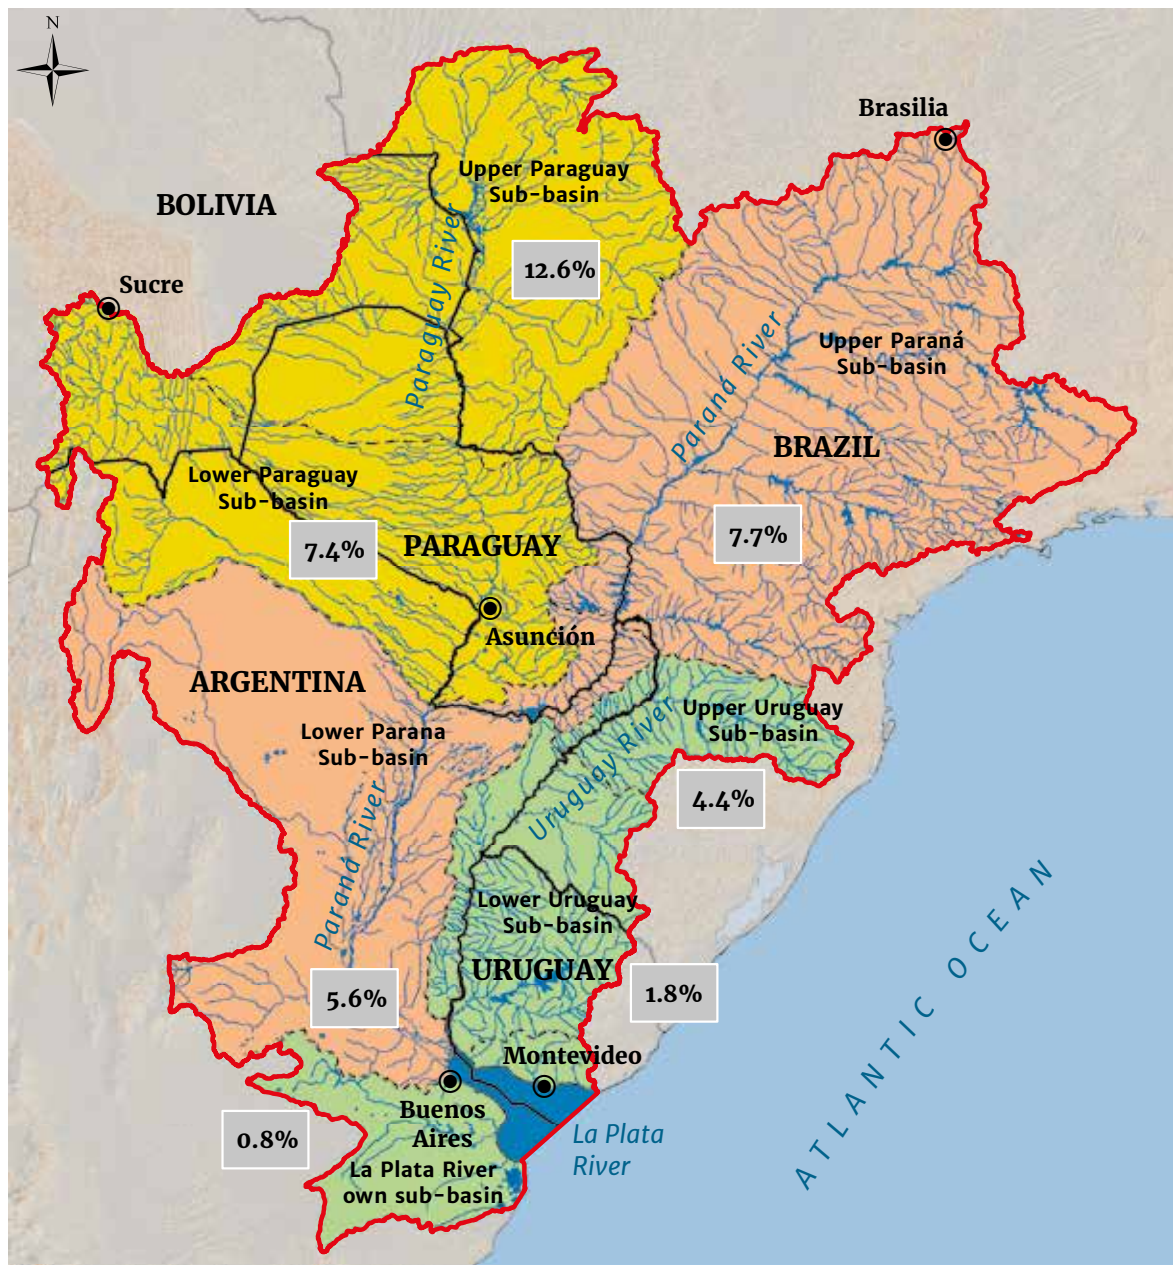 N
Brasilia
Upper Paraguay
Sub-basin
BOLIVIA
Paraguay River
12.6%
Sucre
Paraná River
Upper Paraná
Sub-basin
BRAZIL
Lower Paraguay
Sub-basin
7.4%
PARAGUAY
7.7%
Asunción
ARGENTINA
Lower Parana
Sub-basin
Upper Uruguay
Sub-basin
Uruguay River
4.4%
Paraná River
Lower Uruguay
Sub-basin
URUGUAY
5.6%
1.8%
ATLANTIC OCEAN
Montevideo
Buenos
Aires
0.8%
La Plata
River
La Plata River
own sub-basin